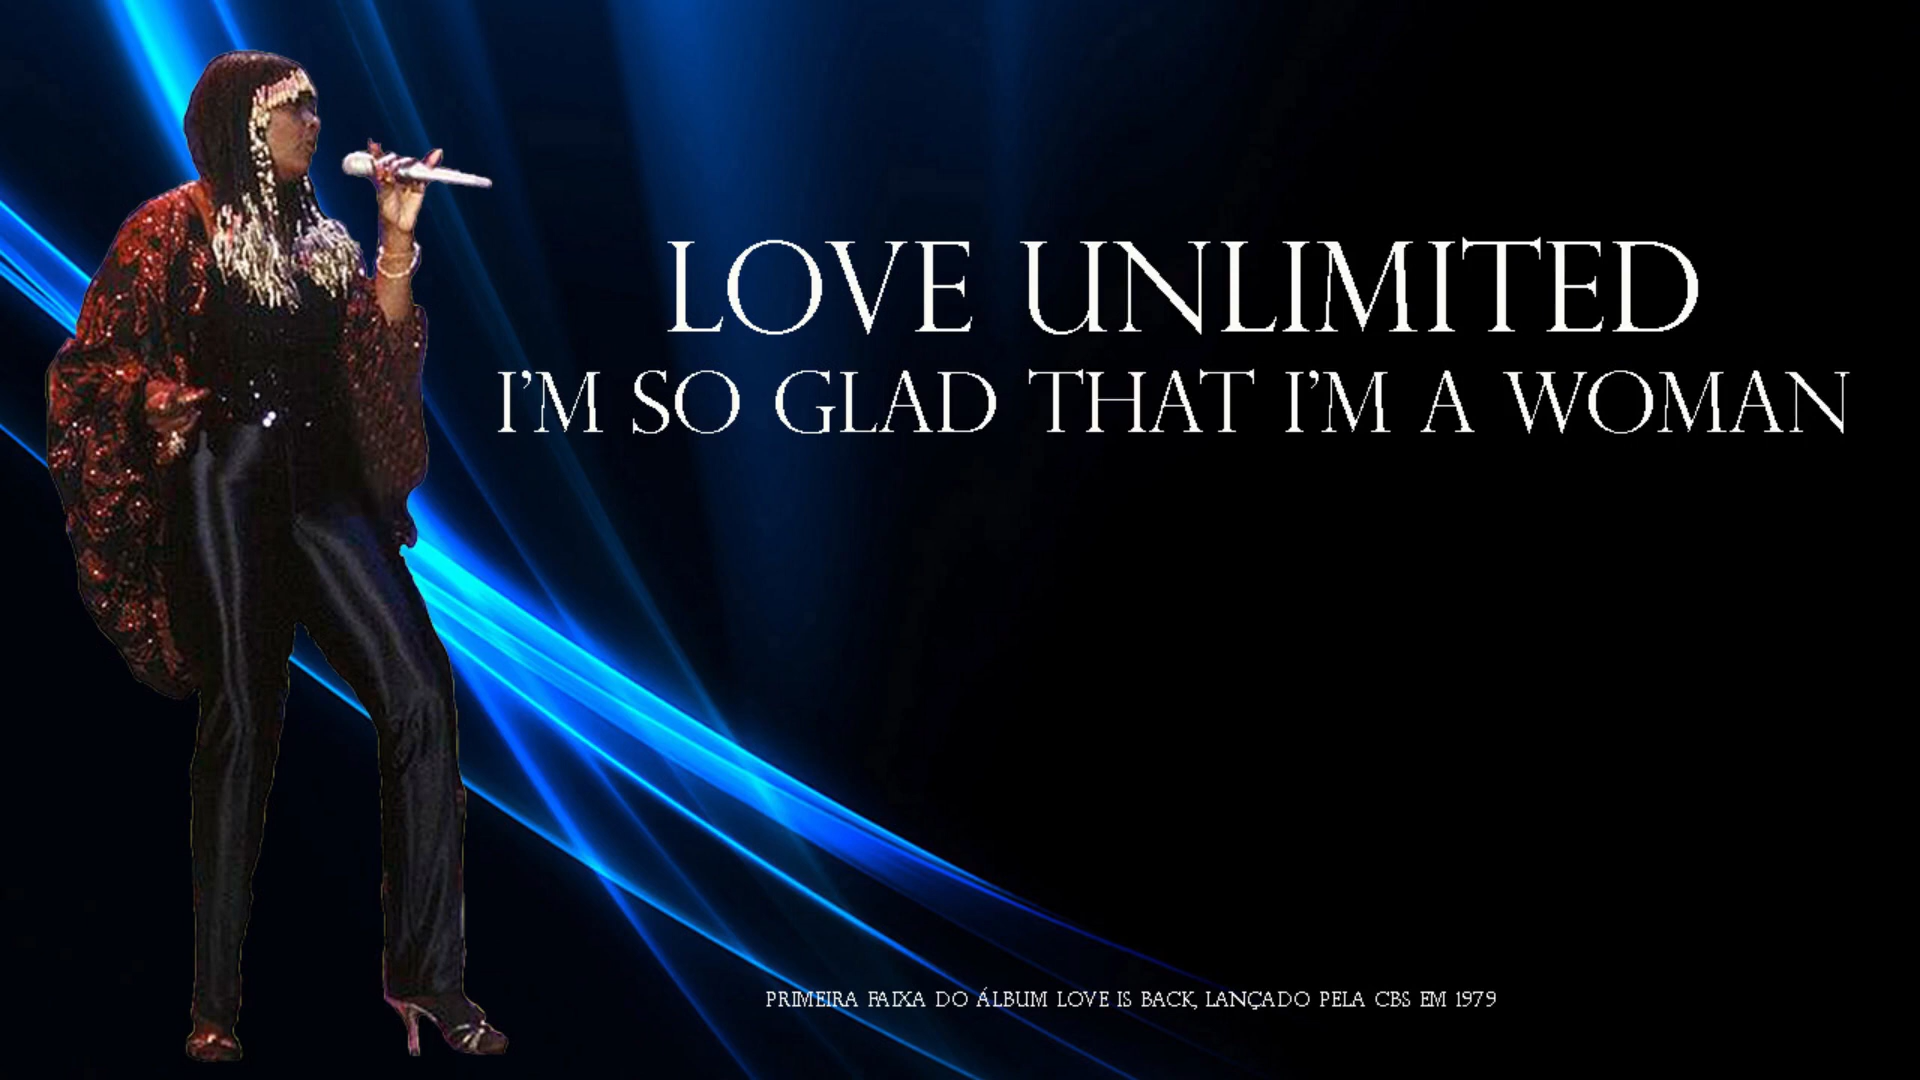 LOVE UNLIMITED
I'M SO GLAD THAT I'M A WOMAN
PRIMEIRA FAIXA DO ÁLBUM LOVE IS BACK, LANÇADO PELA CBS EM 1979